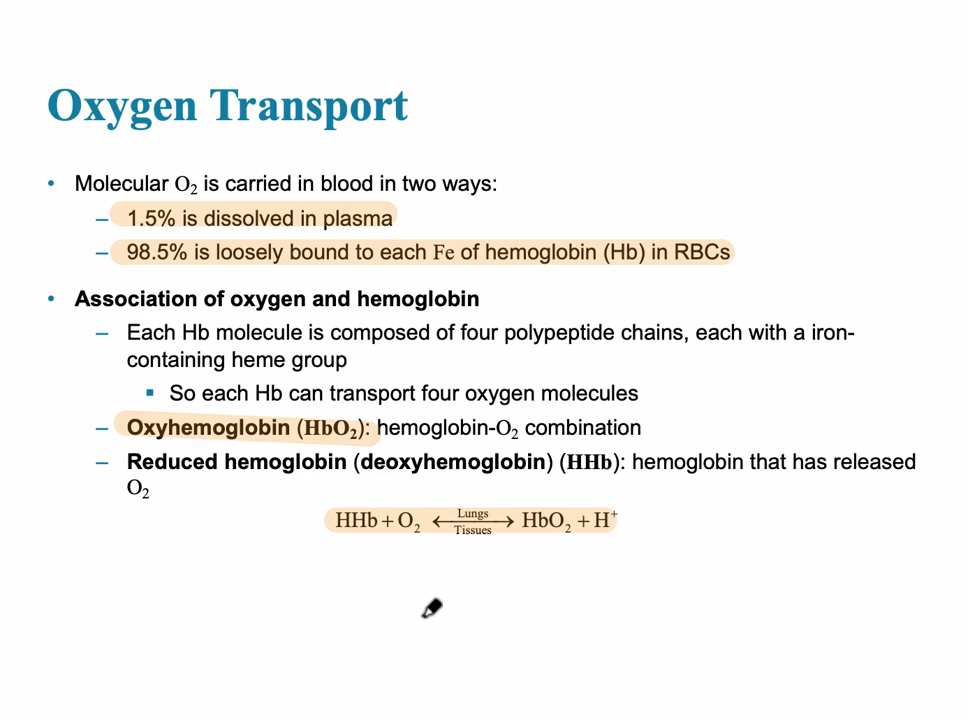 Oxygen Transport
• Molecular O₂ is carried in blood in two ways:
– 1.5% is dissolved in plasma
– 98.5% is loosely bound to each Fe of hemoglobin (Hb) in RBCs
• Association of oxygen and hemoglobin
– Each Hb molecule is composed of four polypeptide chains, each with a iron-
containing heme group
▪ So each Hb can transport four oxygen molecules
– Oxyhemoglobin (HbO₂): hemoglobin-O₂ combination
– Reduced hemoglobin (deoxyhemoglobin) (HHb): hemoglobin that has released
O₂
Lungs
HHb + O₂ ⟷ HbO₂ + H⁺
Tissues